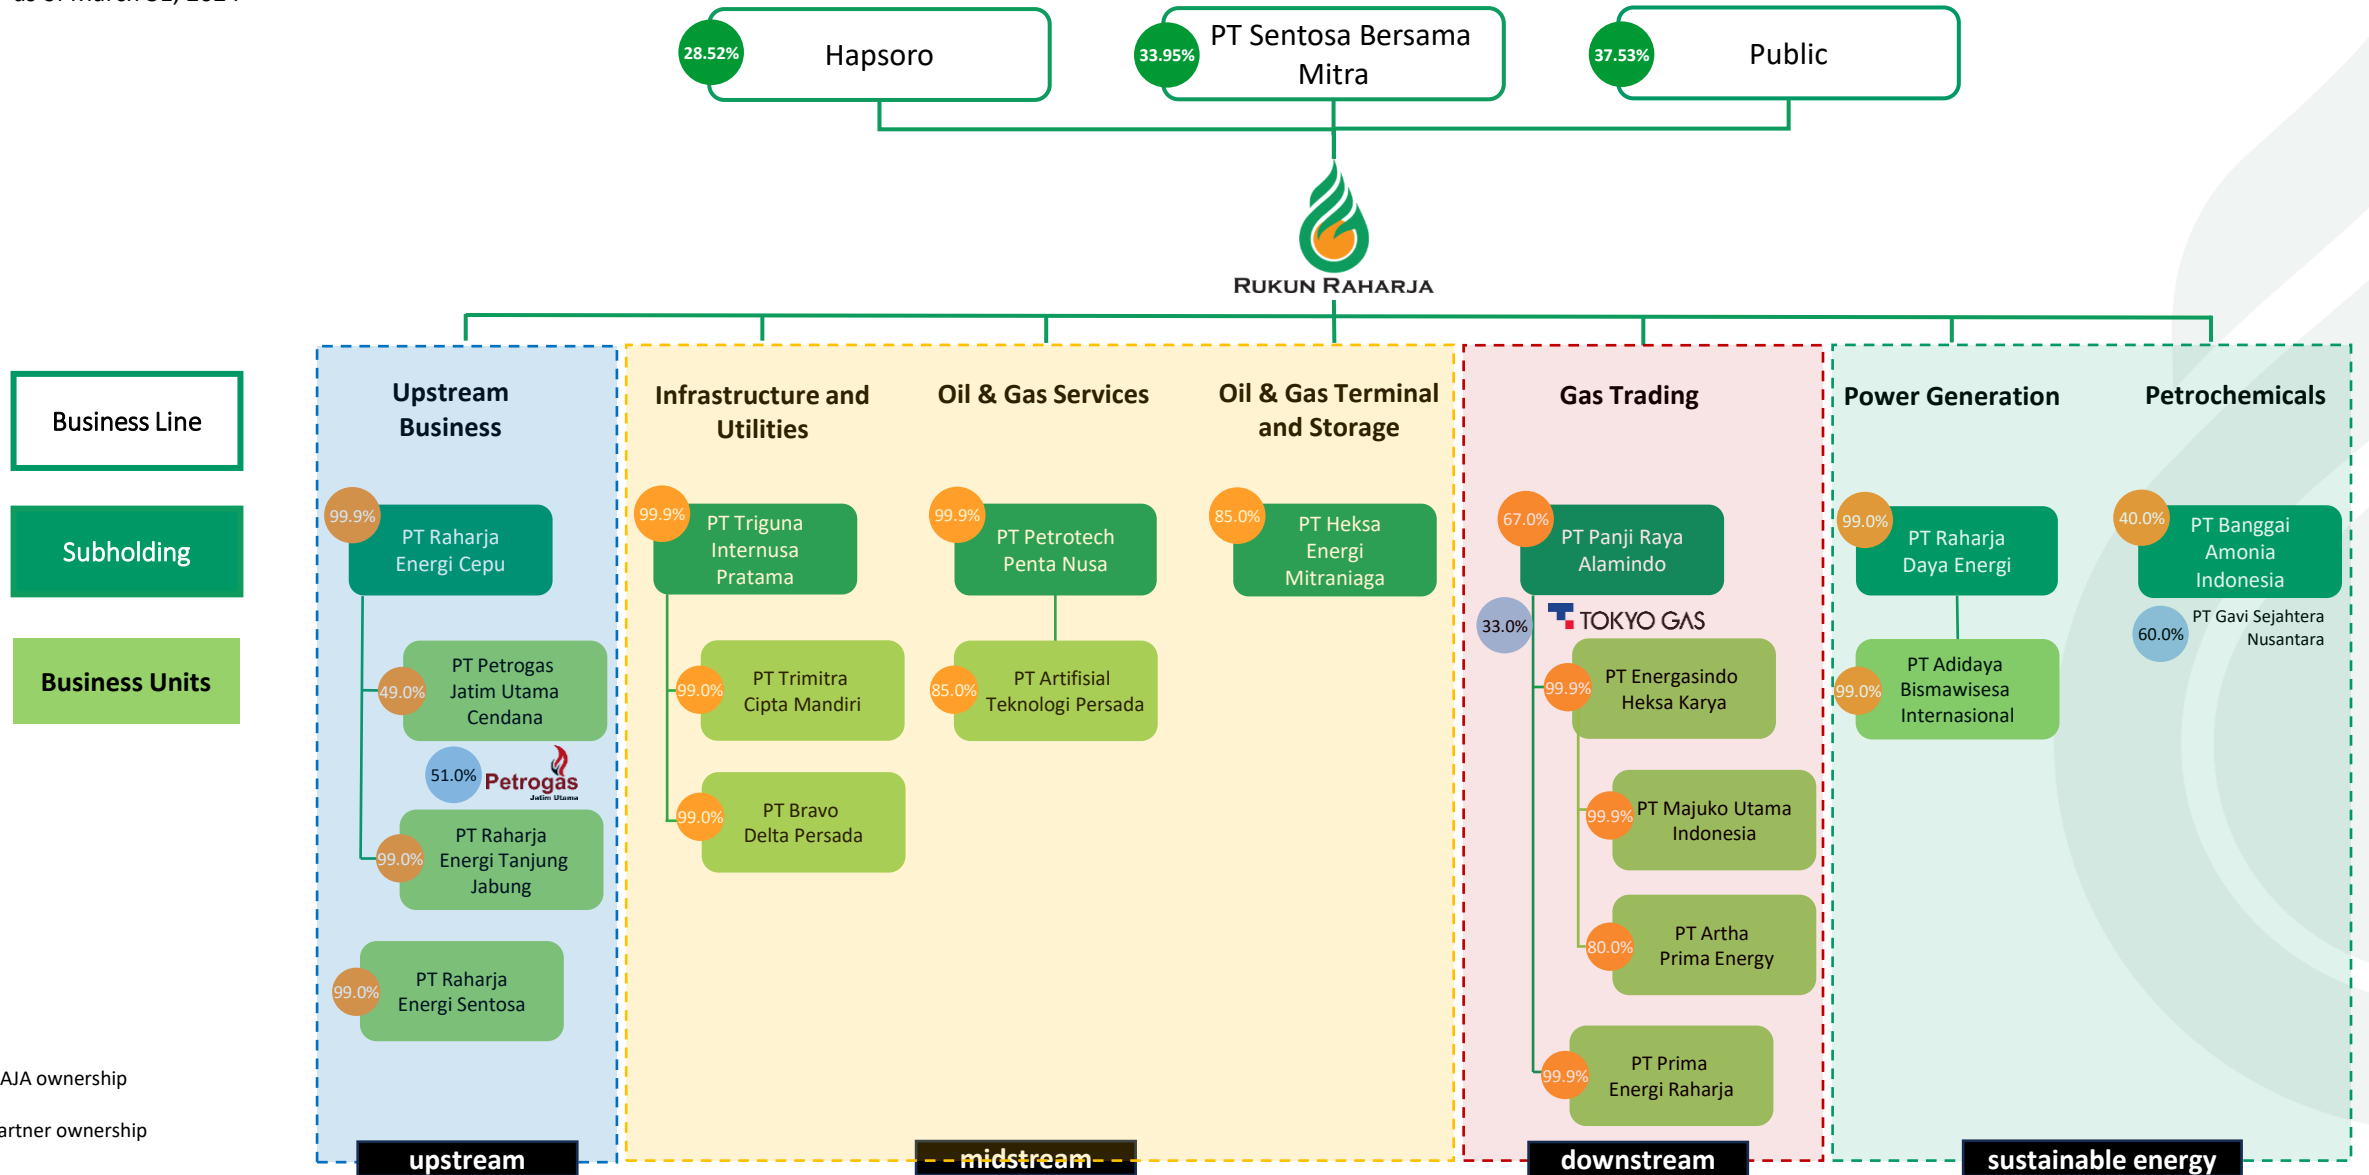 28.52%
Hapsoro
33.95%
PT Sentosa Bersama
Mitra
37.53%
Public
RUKUN RAHARJA
Business Line
Subholding
Business Units
Upstream
Business
99.9%
PT Raharja
Energi Cepu
49.0%
PT Petrogas
Jatim Utama
Cendana
51.0%
Petrogas
Jatim Utama
99.0%
PT Raharja
Energi Tanjung
Jabung
99.0%
PT Raharja
Energi Sentosa
upstream
Infrastructure and
Utilities
99.9%
PT Triguna
Internusa
Pratama
99.0%
PT Trimitra
Cipta Mandiri
99.0%
PT Bravo
Delta Persada
Oil & Gas Services
99.9%
PT Petrotech
Penta Nusa
85.0%
PT Artifisial
Teknologi Persada
Oil & Gas Terminal
and Storage
85.0%
PT Heksa
Energi
Mitraniaga
midstream
Gas Trading
67.0%
PT Panji Raya
Alamindo
33.0%
TOKYO GAS
99.9%
PT Energasindo
Heksa Karya
99.9%
PT Majuko Utama
Indonesia
80.0%
PT Artha
Prima Energy
99.9%
PT Prima
Energi Raharja
downstream
Power Generation
99.0%
PT Raharja
Daya Energi
99.0%
PT Adidaya
Bismawisesa
Internasional
Petrochemicals
40.0%
PT Banggai
Amonia
Indonesia
60.0%
PT Gavi Sejahtera
Nusantara
sustainable energy
AJA ownership
artner ownership